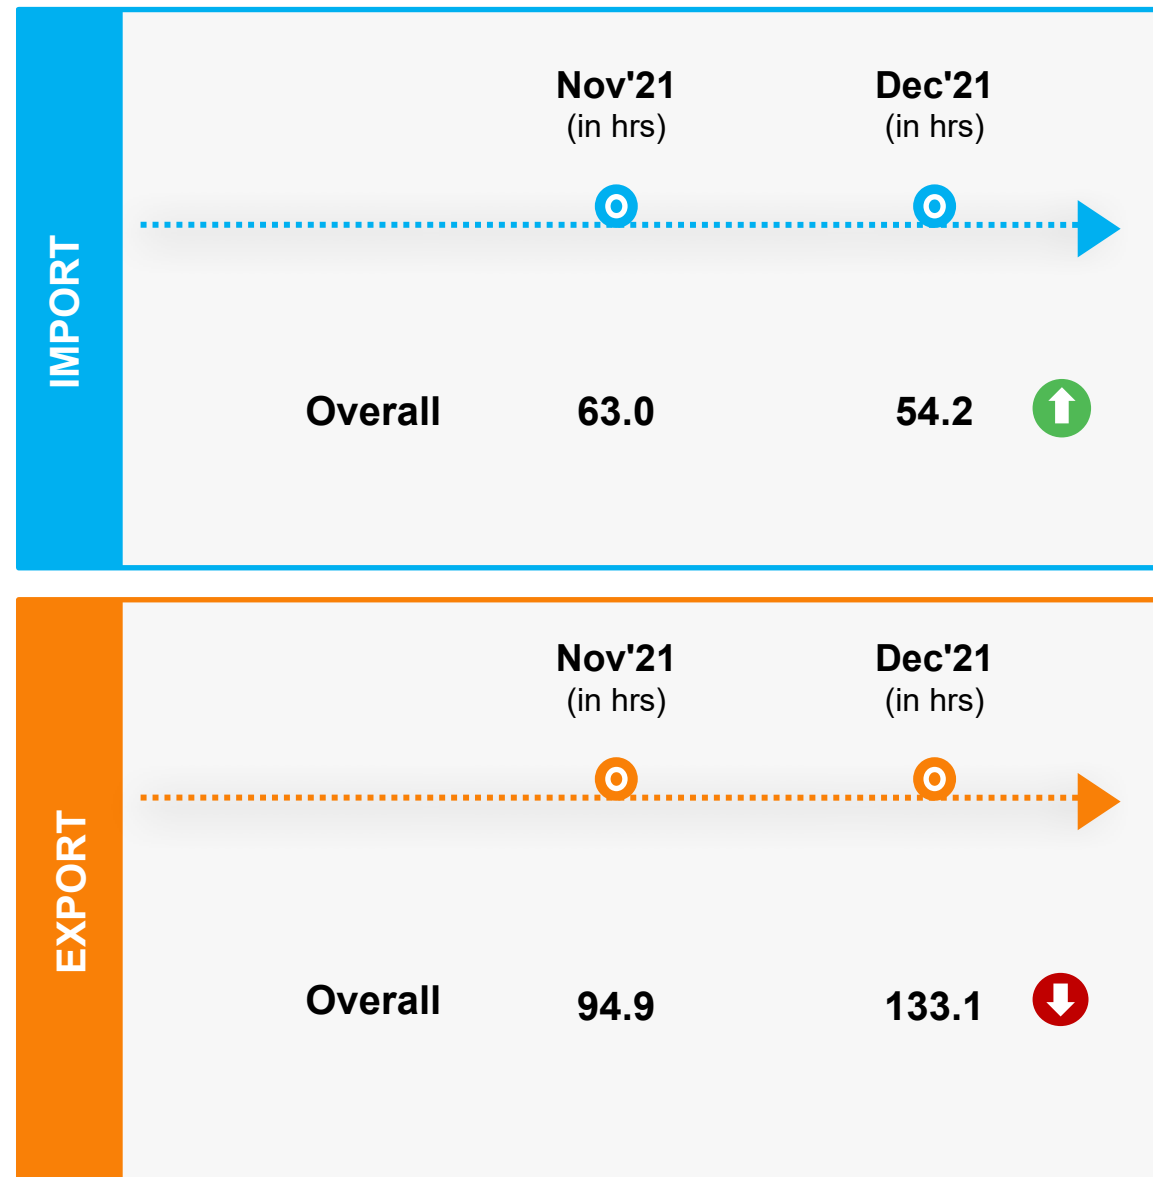 IMPORT
Nov'21 Dec'21
(in hrs) (in hrs)
Overall 63.0 54.2
EXPORT
Nov'21 Dec'21
(in hrs) (in hrs)
Overall 94.9 133.1